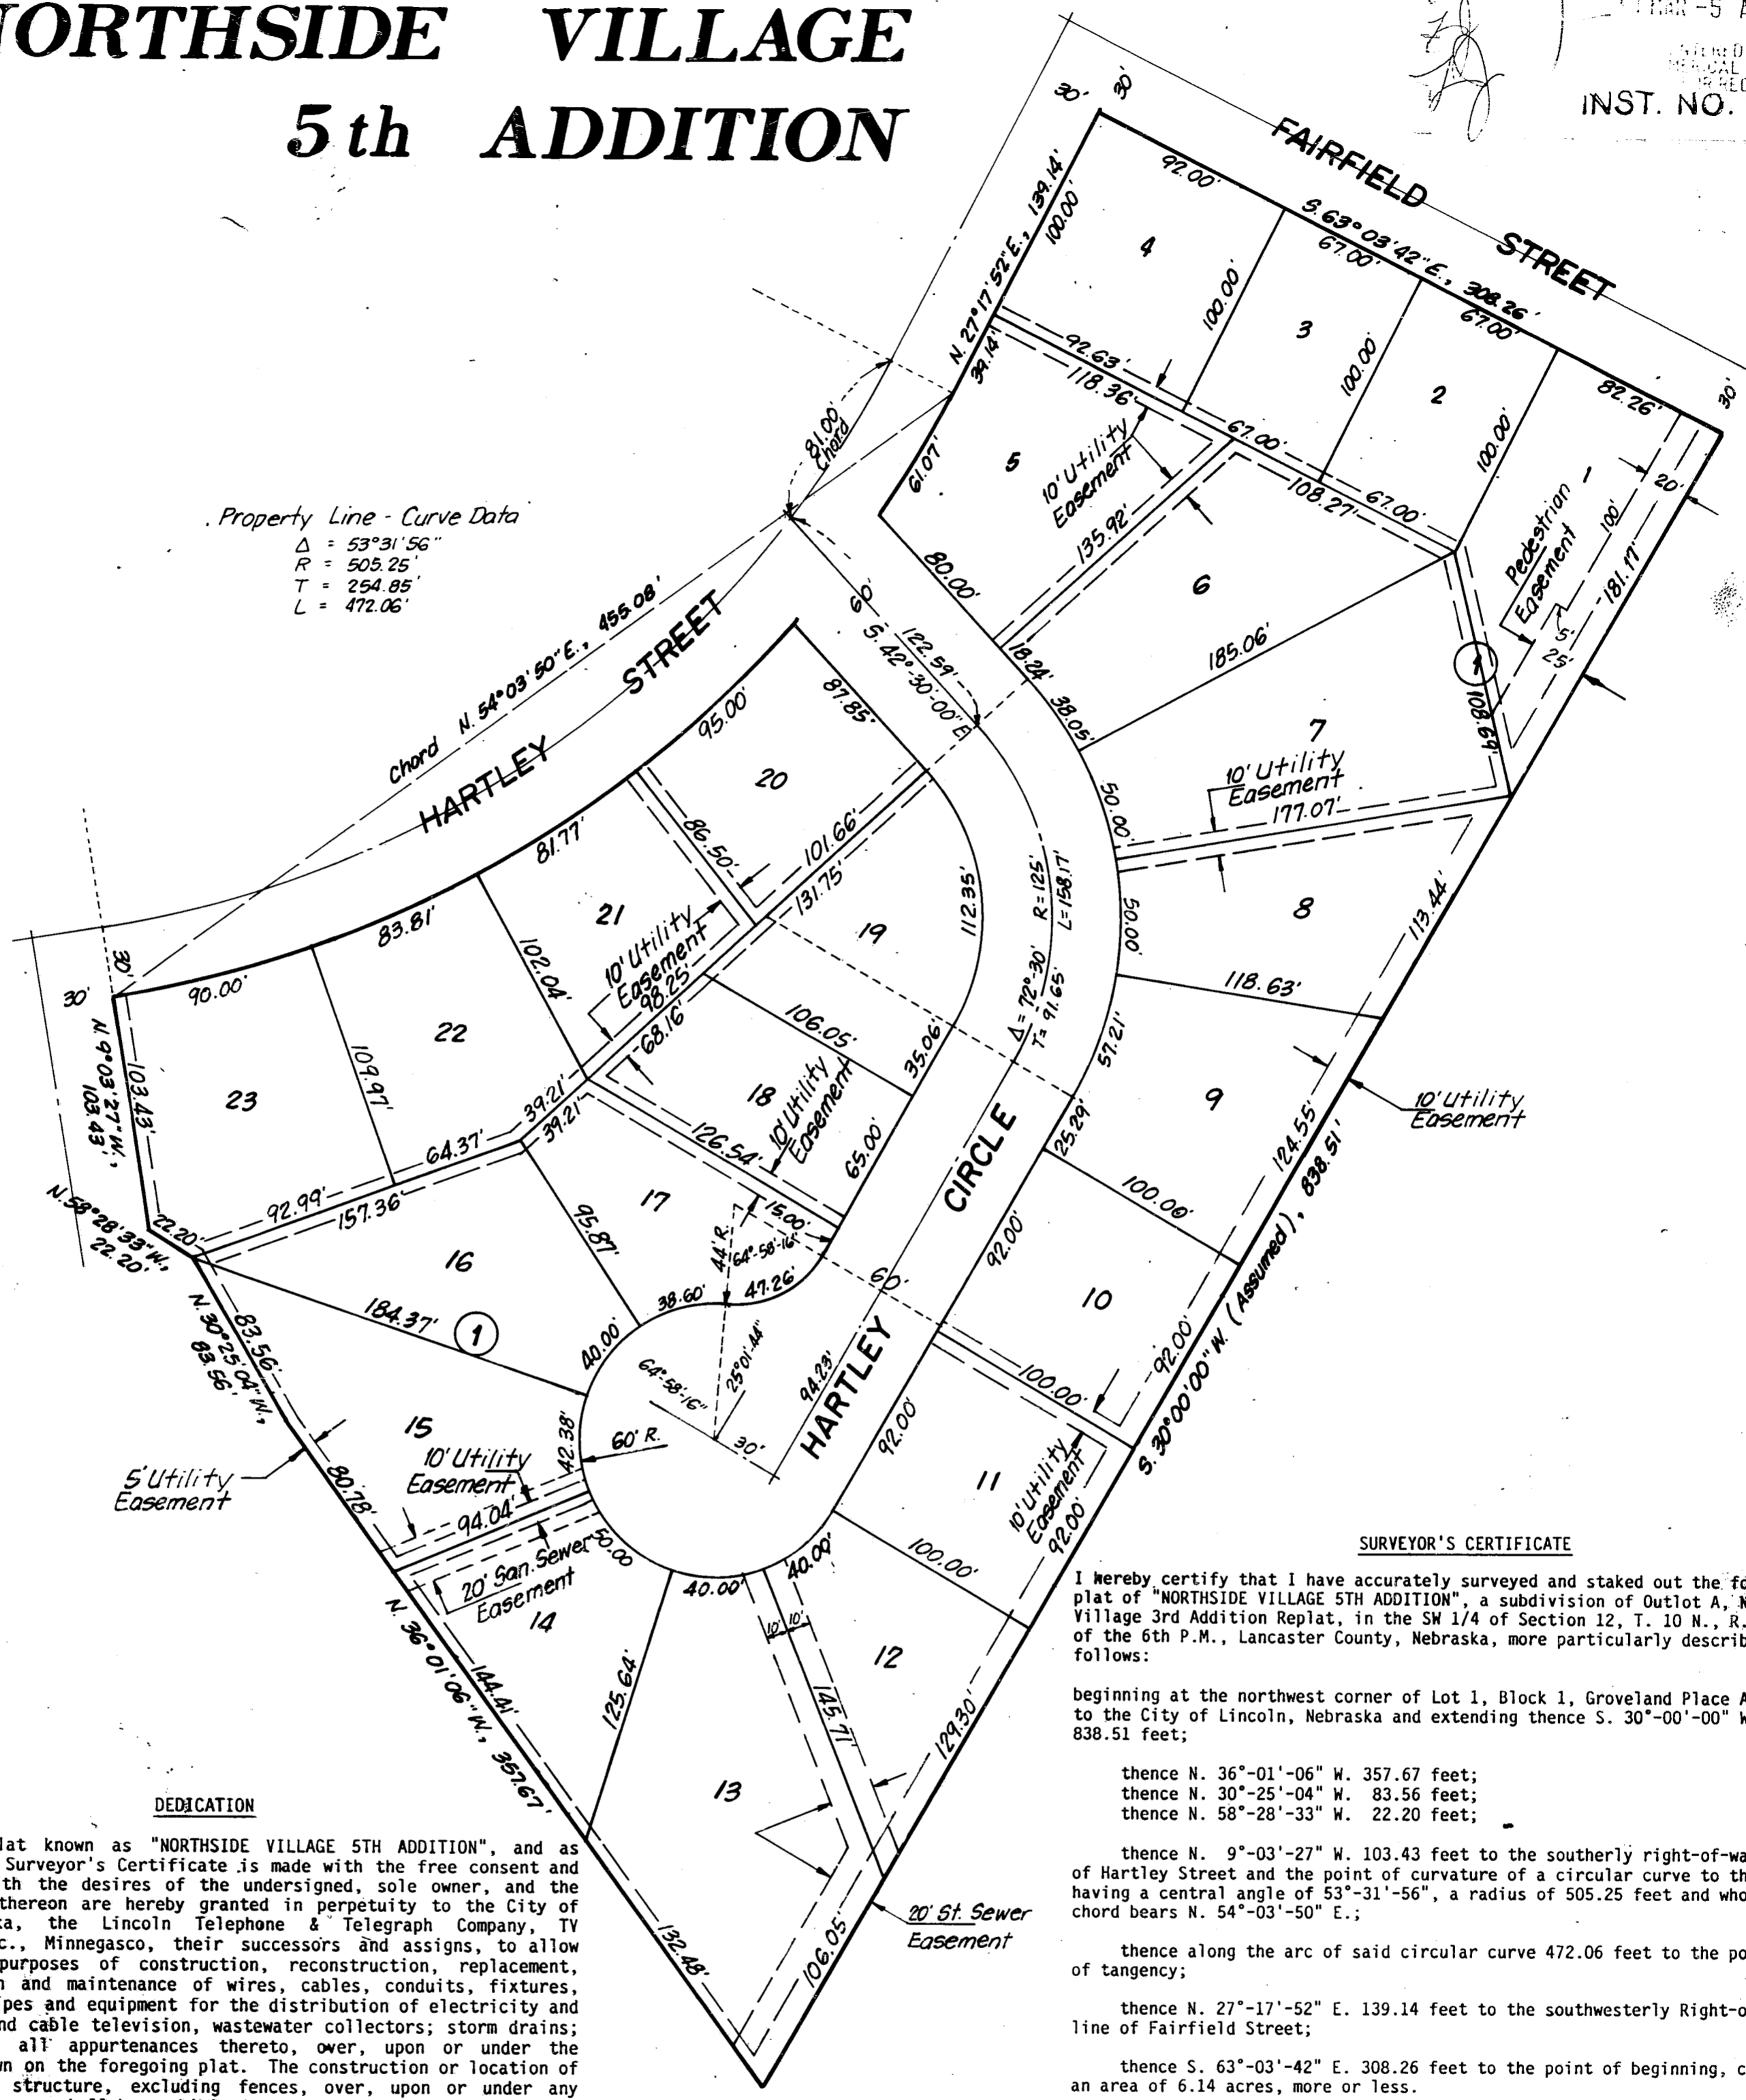 NORTHSIDE VILLAGE
5th ADDITION
MAR -5
INST. NO.
30'
30'
FAIRFIELD STREET
S. 63° 03' 42" E., 308.26'
92.00'
67.00'
67.00'
82.26'
30'
N. 27° 17' 52" E., 139.14'
100.00'
39.14'
4
100.00'
3
100.00'
2
100.00'
92.63'
118.36'
67.00'
108.27'
67.00'
5
61.07'
10' Utility
Easement
135.92'
80.00'
6
18.24'
185.06'
38.05'
Pedestrian
Easement
1
20'
100'
181.17'
5'
25'
1
108.69'
7
10' Utility
Easement
177.07'
50.00'
81.00'
Chord
Property Line - Curve Data
Δ = 53°31'56"
R = 505.25'
T = 254.85'
L = 472.06'
Chord N. 54°03'50" E., 455.08'
HARTLEY STREET
60'
122.59'
S. 42°-30'-00" E.
95.00'
87.85'
20
81.77'
86.50'
101.66'
131.75'
21
83.81'
102.04'
10' Utility
Easement
98.25'
68.16'
19
112.35'
Δ = 72°-30' R=125'
T= 91.65' L=158.17'
50.00'
8
113.44'
118.63'
57.21'
30'
30'
90.00'
N. 9°03'27" W.,
103.43'
103.43'
22
109.97'
23
39.21'
39.21'
64.37'
92.99'
157.36'
22.20'
N. 58°28'33" W.,
22.20'
106.05'
35.06'
18
10' Utility
Easement
65.00'
126.54'
17
95.87'
15.00'
44' R.
64°-58'-16"
47.26'
38.60'
60'
16
184.37'
1
40.00'
64°-58'-16"
25°01'-44"
94.23'
30'
60' R.
42.38'
HARTLEY CIRCLE
9
25.29'
124.55'
10' Utility
Easement
100.00'
92.00'
10
92.00'
100.00'
S. 30°00'00" W. (Assumed), 838.51'
92.00'
11
10' Utility
Easement
92.00'
100.00'
N. 30°25'04" W.,
83.56'
83.56'
15
5' Utility
Easement
80.78'
10' Utility
Easement
94.04'
20' San. Sewer
Easement
50.00
14
40.00'
40.00'
10' 10'
N. 36°01'06" W., 357.67'
144.41'
125.64'
12
145.71'
129.30'
13
132.48'
106.05'
20' St. Sewer
Easement
SURVEYOR'S CERTIFICATE
I hereby certify that I have accurately surveyed and staked out the
plat of "NORTHSIDE VILLAGE 5TH ADDITION", a subdivision of Outlot A,
Village 3rd Addition Replat, in the SW 1/4 of Section 12, T. 10 N., R.
of the 6th P.M., Lancaster County, Nebraska, more particularly describ
follows:
beginning at the northwest corner of Lot 1, Block 1, Groveland Place A
to the City of Lincoln, Nebraska and extending thence S. 30°-00'-00" W
838.51 feet;
thence N. 36°-01'-06" W. 357.67 feet;
thence N. 30°-25'-04" W. 83.56 feet;
thence N. 58°-28'-33" W. 22.20 feet;
thence N. 9°-03'-27" W. 103.43 feet to the southerly right-of-wa
of Hartley Street and the point of curvature of a circular curve to th
having a central angle of 53°-31'-56", a radius of 505.25 feet and who
chord bears N. 54°-03'-50" E.;
thence along the arc of said circular curve 472.06 feet to the po
of tangency;
thence N. 27°-17'-52" E. 139.14 feet to the southwesterly Right-o
line of Fairfield Street;
thence S. 63°-03'-42" E. 308.26 feet to the point of beginning, c
an area of 6.14 acres, more or less.
DEDICATION
lat known as "NORTHSIDE VILLAGE 5TH ADDITION", and as
Surveyor's Certificate is made with the free consent and
th the desires of the undersigned, sole owner, and the
thereon are hereby granted in perpetuity to the City of
ka, the Lincoln Telephone & Telegraph Company, TV
c., Minnegasco, their successors and assigns, to allow
purposes of construction, reconstruction, replacement,
n and maintenance of wires, cables, conduits, fixtures,
pes and equipment for the distribution of electricity and
nd cable television, wastewater collectors; storm drains;
all appurtenances thereto, over, upon or under the
wn on the foregoing plat. The construction or location of
structure, excluding fences, over, upon or under any